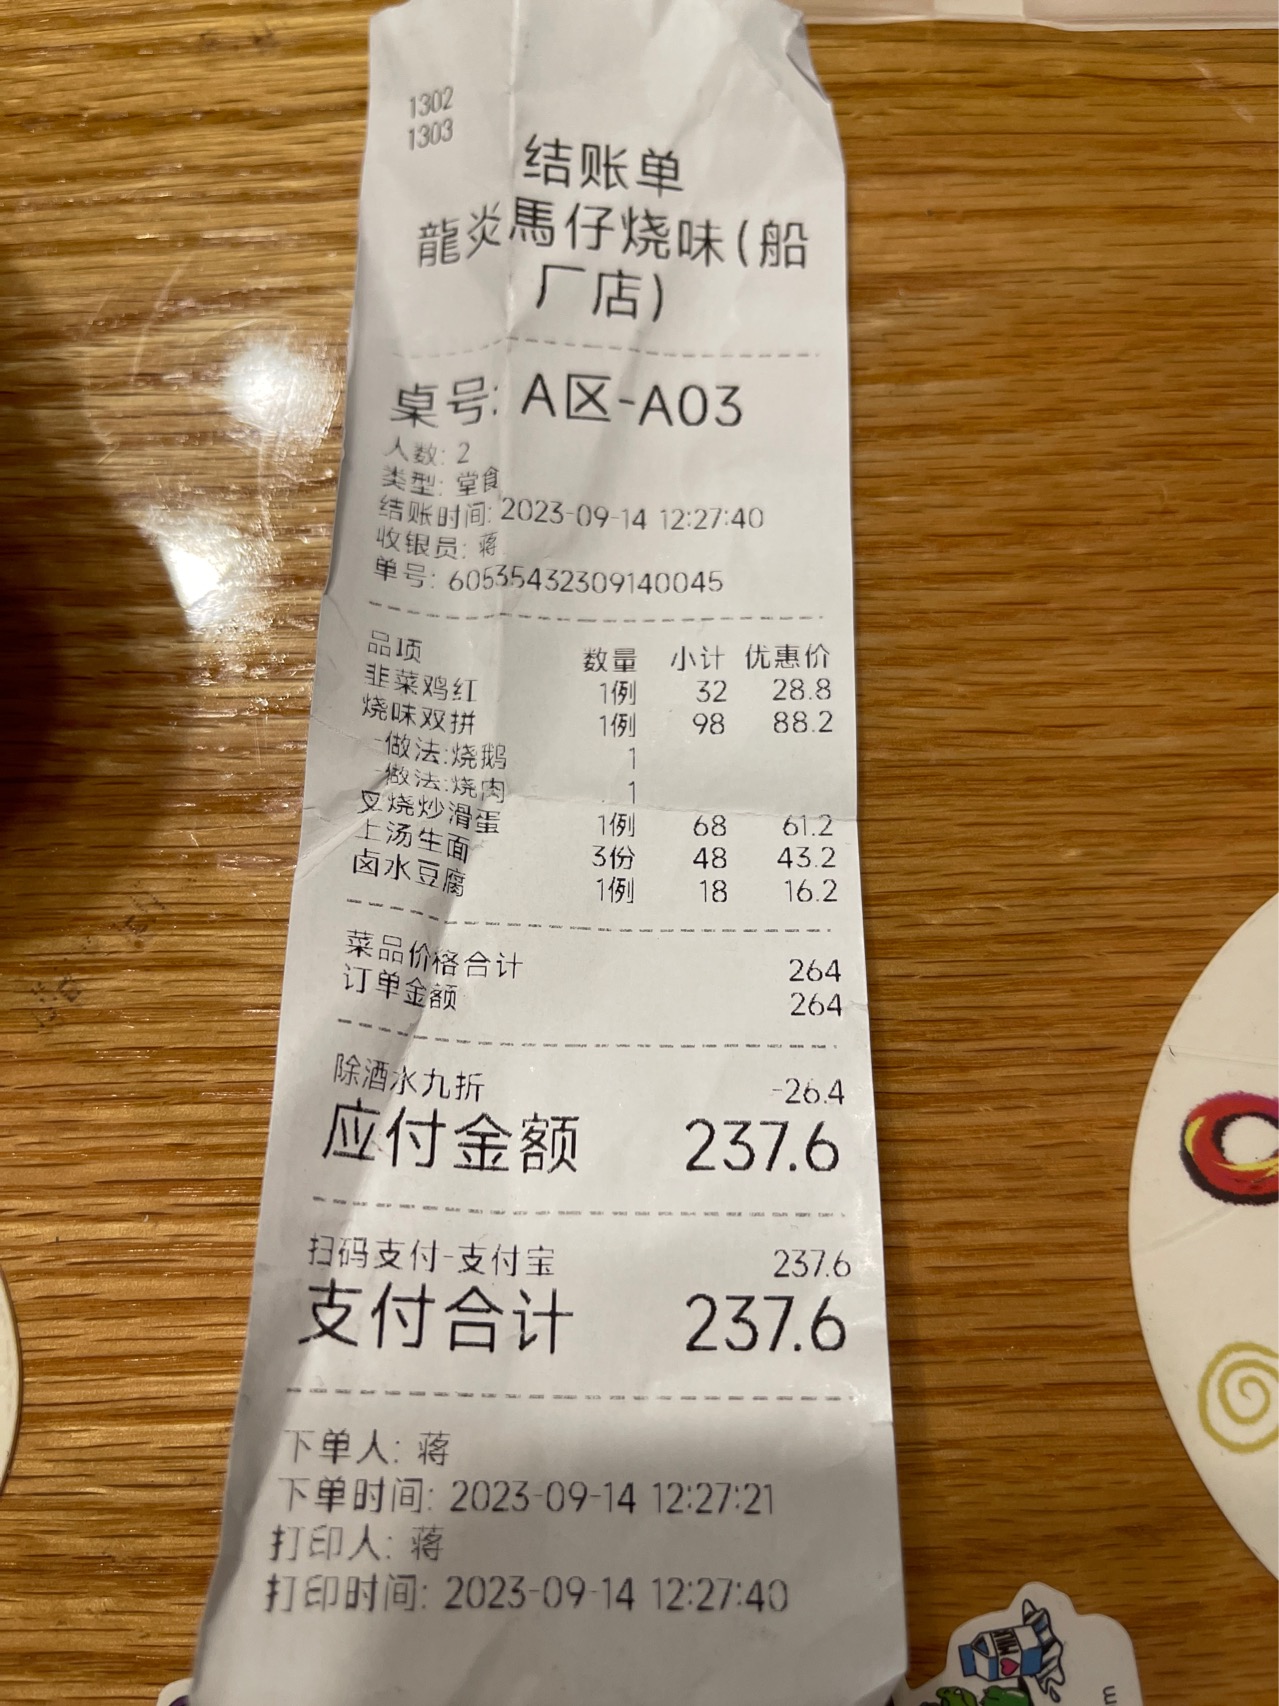 1302
1303
结账单
龍炎馬仔烧味(船
厂店)
桌号: A区-A03
人数: 2
类型: 堂食
结账时间: 2023-09-14 12:27:40
收银员: 蒋
单号: 60535432309140045
品项 数量 小计 优惠价
韭菜鸡红 1例 32 28.8
烧味双拼 1例 98 88.2
-做法:烧鹅 1
-做法:烧肉 1
叉烧炒滑蛋 1例 68 61.2
上汤生面 3份 48 43.2
卤水豆腐 1例 18 16.2
菜品价格合计 264
订单金额 264
除酒水九折 -26.4
应付金额 237.6
扫码支付-支付宝 237.6
支付合计 237.6
下单人: 蒋
下单时间: 2023-09-14 12:27:21
打印人: 蒋
打印时间: 2023-09-14 12:27:40